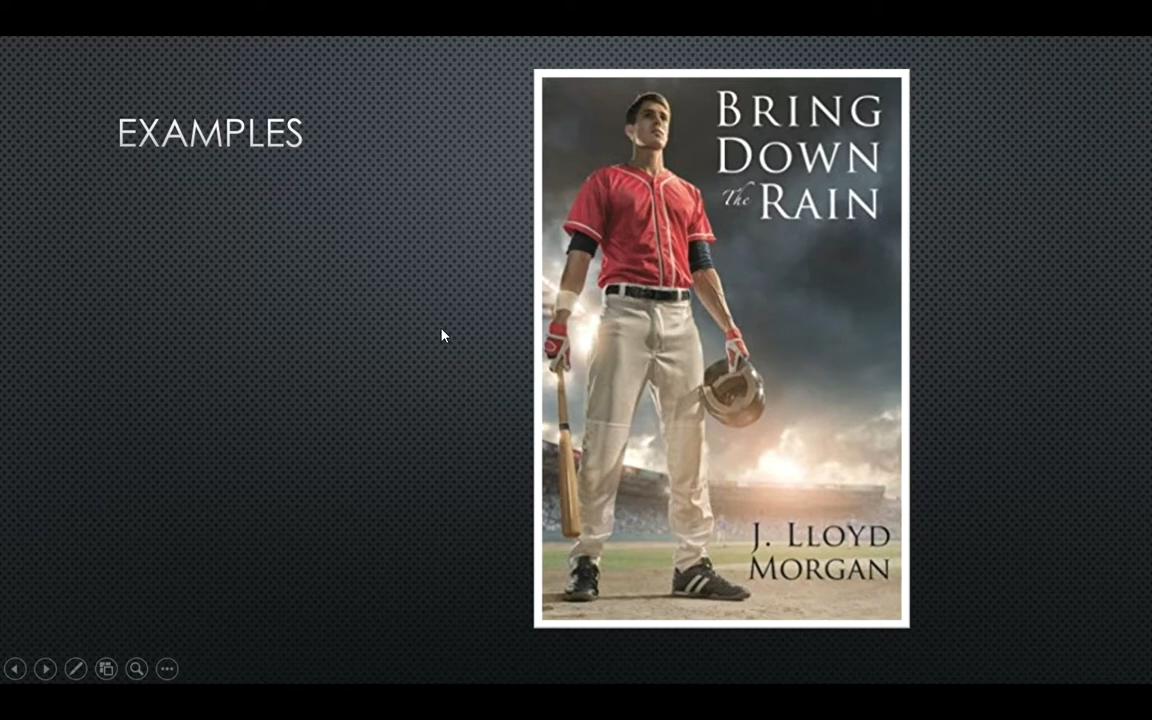 EXAMPLES
BRING
DOWN
The RAIN
J. LLOYD
MORGAN